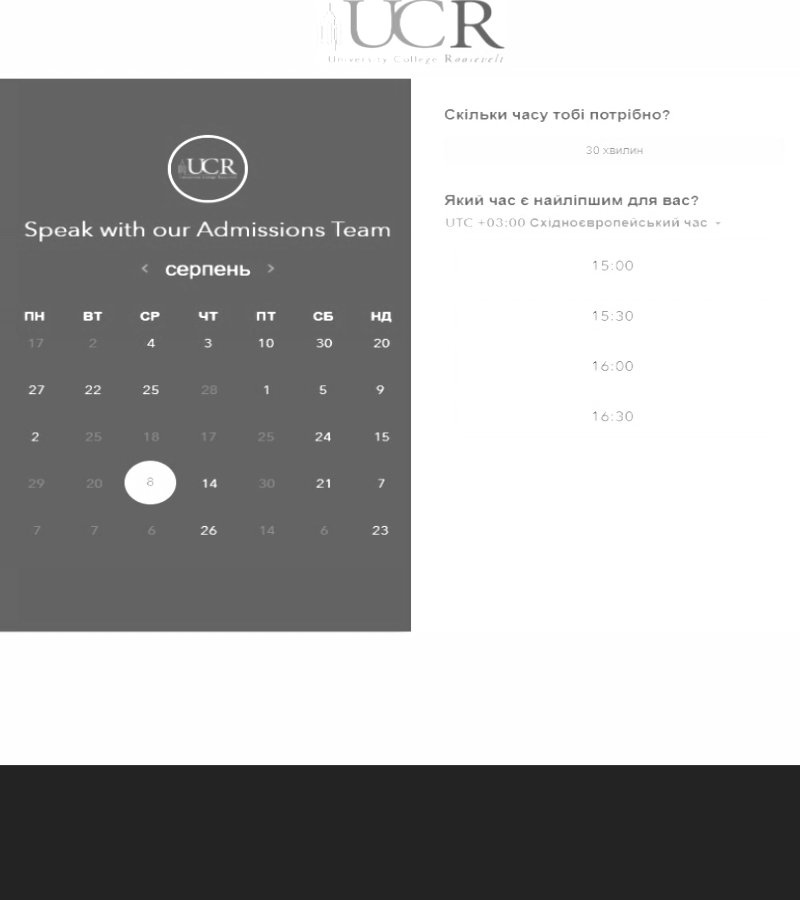 UCR
University College Roosevelt
UCR
Speak with our Admissions Team
< серпень >
ПН ВТ СР ЧТ ПТ СБ НД
17 2 4 3 10 30 20
27 22 25 28 1 5 9
2 25 18 17 25 24 15
29 20 8 14 30 21 7
7 7 6 26 14 6 23
Скільки часу тобі потрібно?
30 хвилин
Який час є найліпшим для вас?
UTC +03:00 Східноєвропейський час
15:00
15:30
16:00
16:30